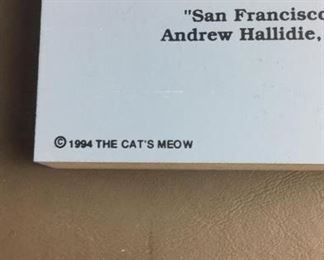 "San Francisco
Andrew Hallidie,
© 1994 THE CAT'S MEOW